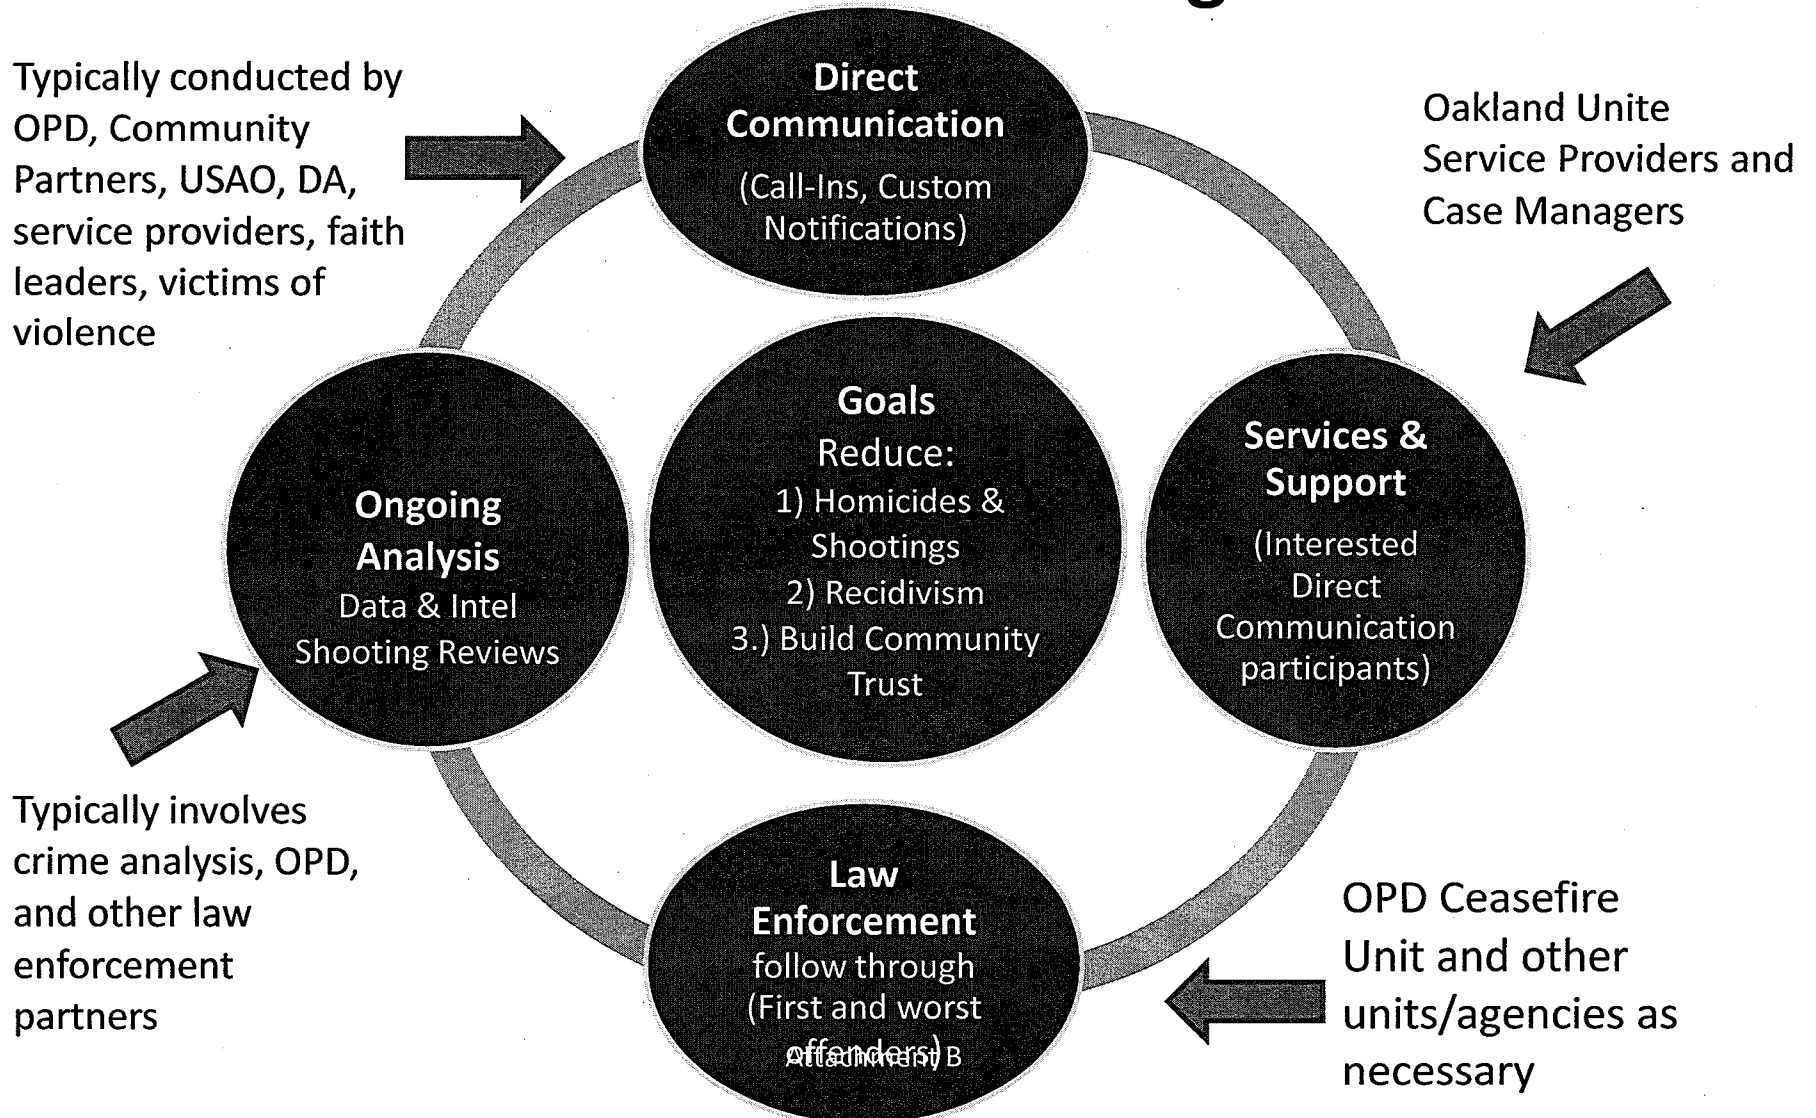 Typically conducted by
OPD, Community
Partners, USAO, DA,
service providers, faith
leaders, victims of
violence
Direct
Communication
(Call-Ins, Custom
Notifications)
Oakland Unite
Service Providers and
Case Managers
Goals
Reduce:
1) Homicides &
Shootings
2) Recidivism
3.) Build Community
Trust
Services &
Support
(Interested
Direct
Communication
participants)
Ongoing
Analysis
Data & Intel
Shooting Reviews
Typically involves
crime analysis, OPD,
and other law
enforcement
partners
Law
Enforcement
follow through
(First and worst
offenders)
Attachment B
OPD Ceasefire
Unit and other
units/agencies as
necessary